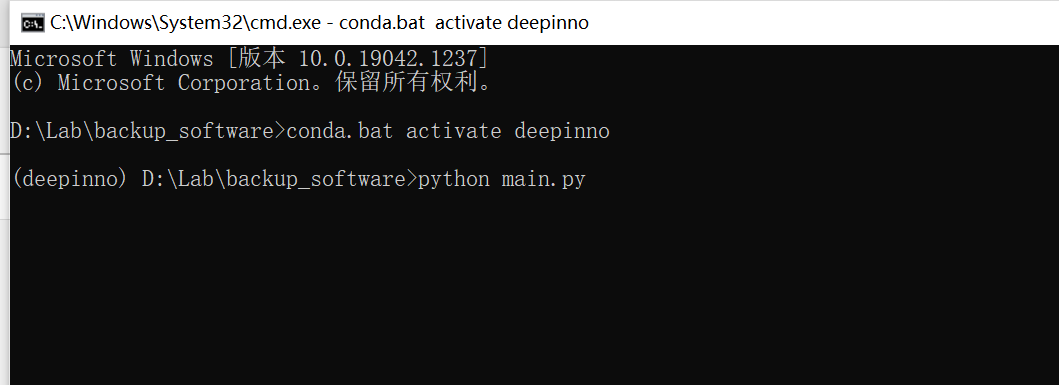 C:\Windows\System32\cmd.exe - conda.bat  activate deepinno
Microsoft Windows [版本 10.0.19042.1237]
(c) Microsoft Corporation。保留所有权利。
D:\Lab\backup_software>conda.bat activate deepinno
(deepinno) D:\Lab\backup_software>python main.py